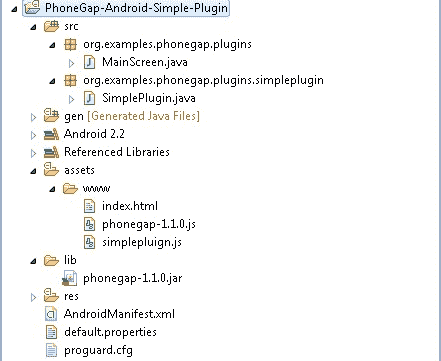 PhoneGap-Android-Simple-Plugin
src
org.examples.phonegap.plugins
MainScreen.java
org.examples.phonegap.plugins.simpleplugin
SimplePlugin.java
gen [Generated Java Files]
Android 2.2
Referenced Libraries
assets
www
index.html
phonegap-1.1.0.js
simplepluign.js
lib
phonegap-1.1.0.jar
res
AndroidManifest.xml
default.properties
proguard.cfg